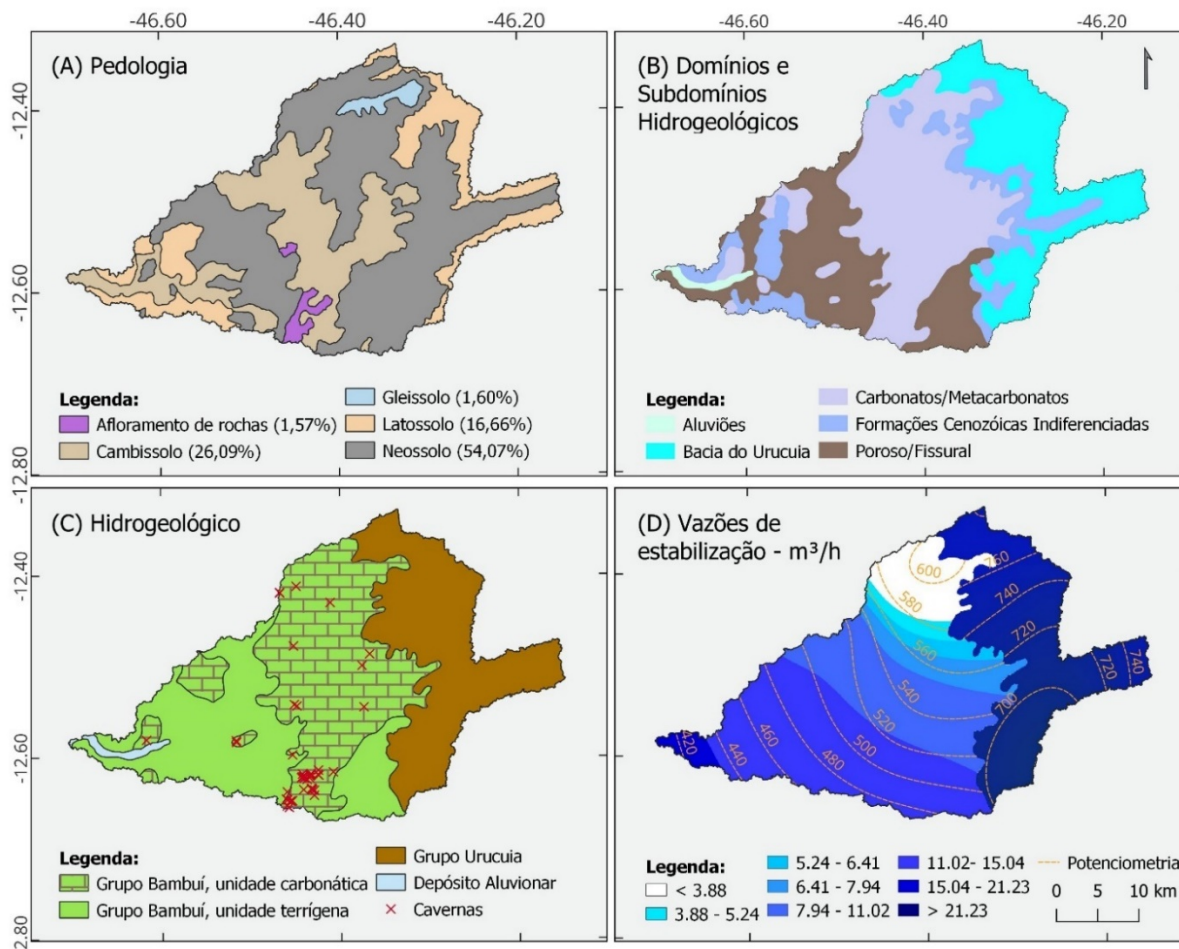 -46.60 -46.40 -46.20 -46.60 -46.40 -46.20
(A) Pedologia
-12.40
-12.60
-12.80
Legenda:
Afloramento de rochas (1,57%)
Cambissolo (26,09%)
Gleissolo (1,60%)
Latossolo (16,66%)
Neossolo (54,07%)
(B) Domínios e
Subdomínios
Hidrogeológicos
Legenda:
Aluviões
Bacia do Urucuia
Carbonatos/Metacarbonatos
Formações Cenozóicas Indiferenciadas
Poroso/Fissural
(C) Hidrogeológico
-12.40
-12.60
2.80
Legenda:
Grupo Bambuí, unidade carbonática
Grupo Bambuí, unidade terrígena
Grupo Urucuia
Depósito Aluvionar
Cavernas
(D) Vazões de
estabilização - m³/h
600
580
560
540
520
500
480
460
440
420
760
740
720
700
720
740
Legenda:
< 3.88
3.88 - 5.24
5.24 - 6.41
6.41 - 7.94
7.94 - 11.02
11.02- 15.04
15.04 - 21.23
> 21.23
Potenciometria
0 5 10 km